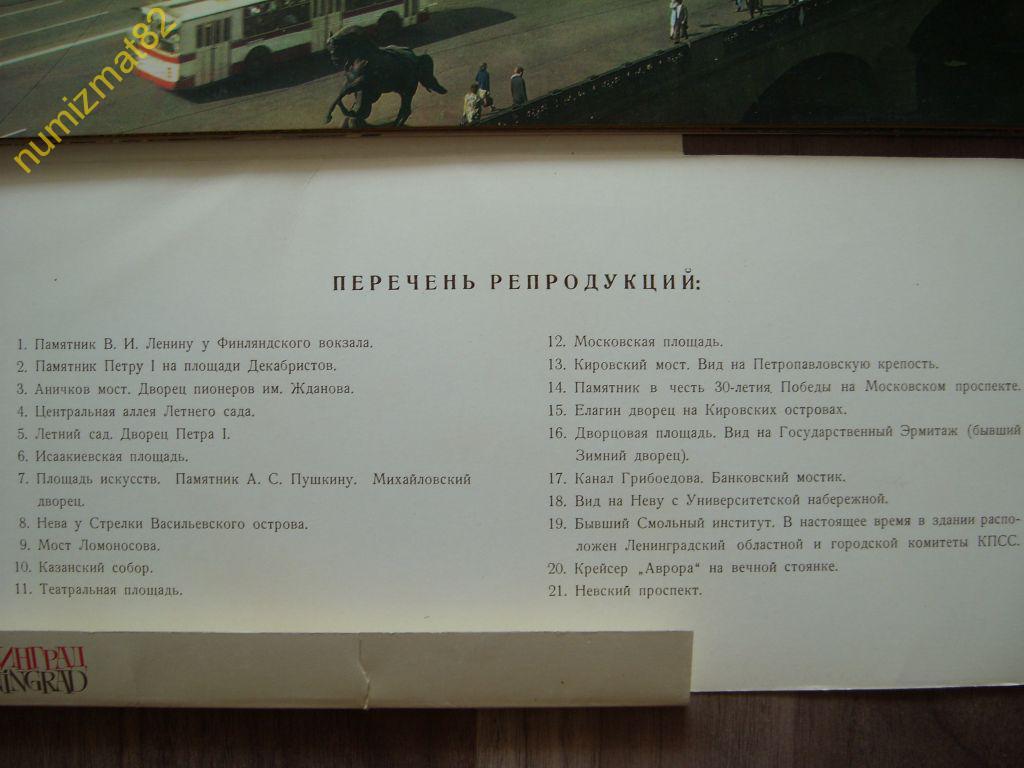 numizmat82
ПЕРЕЧЕНЬ РЕПРОДУКЦИЙ:
1. Памятник В. И. Ленину у Финляндского вокзала.
2. Памятник Петру I на площади Декабристов.
3. Аничков мост. Дворец пионеров им. Жданова.
4. Центральная аллея Летнего сада.
5. Летний сад. Дворец Петра I.
6. Исаакиевская площадь.
7. Площадь искусств. Памятник А. С. Пушкину. Михайловский
дворец.
8. Нева у Стрелки Васильевского острова.
9. Мост Ломоносова.
10. Казанский собор.
11. Театральная площадь.
12. Московская площадь.
13. Кировский мост. Вид на Петропавловскую крепость.
14. Памятник в честь 30-летия Победы на Московском проспекте.
15. Елагин дворец на Кировских островах.
16. Дворцовая площадь. Вид на Государственный Эрмитаж (бывший
Зимний дворец).
17. Канал Грибоедова. Банковский мостик.
18. Вид на Неву с Университетской набережной.
19. Бывший Смольный институт. В настоящее время в здании распо-
ложен Ленинградский областной и городской комитеты КПСС.
20. Крейсер „Аврора“ на вечной стоянке.
21. Невский проспект.
ИНГРАД
INGRAD